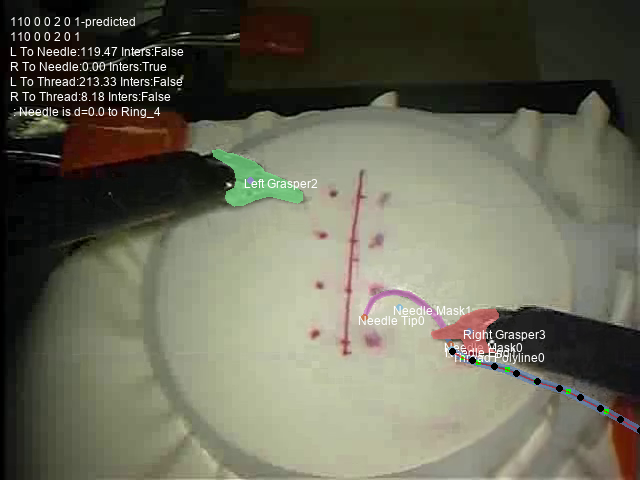 110 0 0 2 0 1-predicted
110 0 0 2 0 1
L To Needle:119.47 Inters:False
R To Needle:0.00 Inters:True
L To Thread:213.33 Inters:False
R To Thread:8.18 Inters:False
: Needle is d=0.0 to Ring_4
Left Grasper2
Needle Mask1
Needle Tip0
Right Grasper3
Needle Mask0
Thread Polyline0